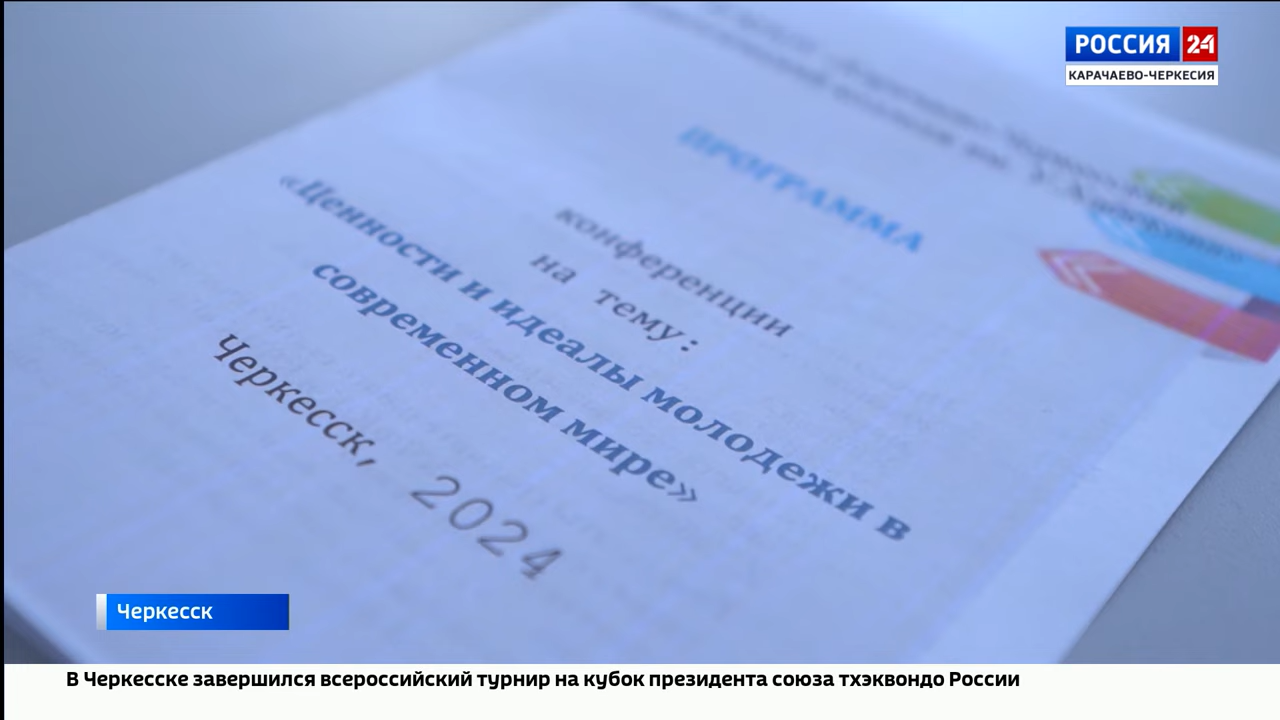 РОССИЯ 24
КАРАЧАЕВО-ЧЕРКЕСИЯ
ПРОГРАММА
конференции
на тему:
«Ценности и идеалы молодежи в
современном мире»
Черкесск, 2024
Черкесск
В Черкесске завершился всероссийский турнир на кубок президента союза тхэквондо России